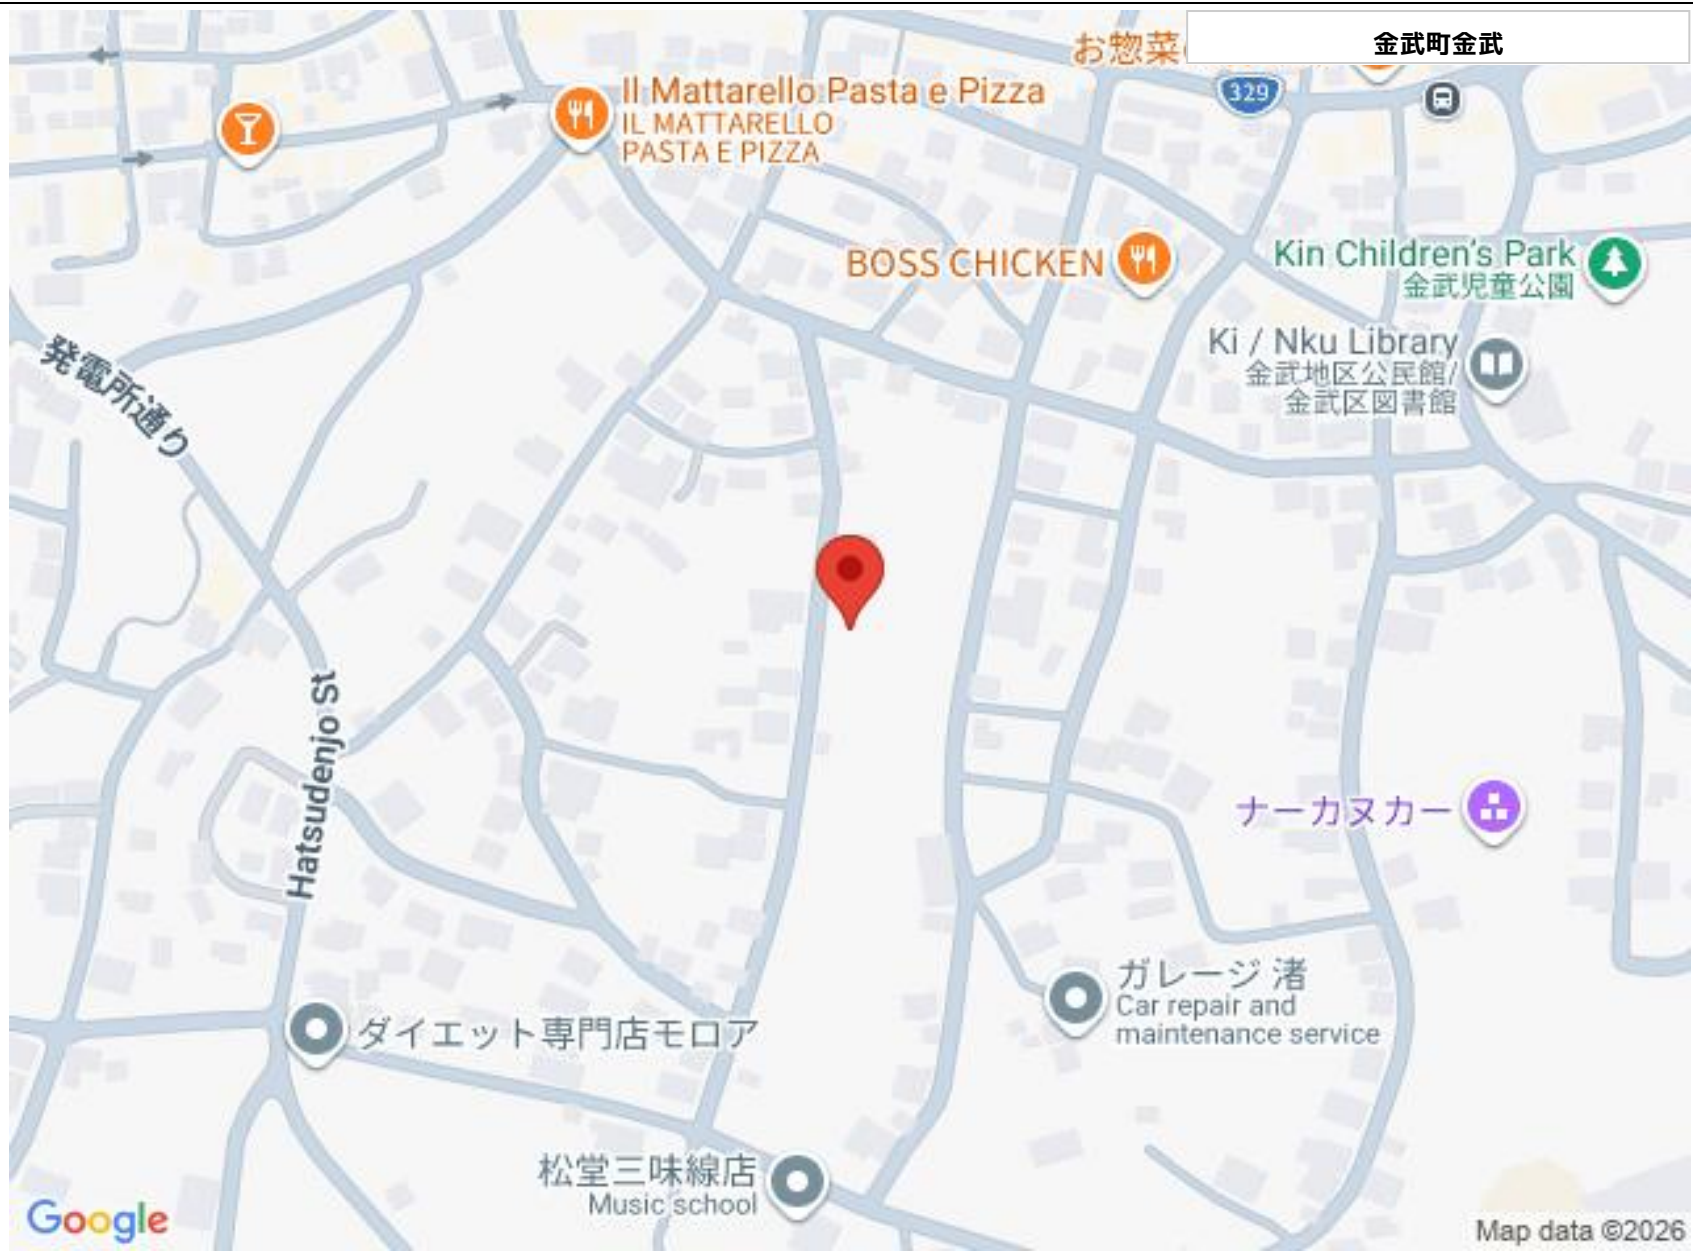 金武町金武
お惣菜
329
Il Mattarello Pasta e Pizza
IL MATTARELLO
PASTA E PIZZA
BOSS CHICKEN
Kin Children's Park
金武児童公園
Ki / Nku Library
金武地区公民館/
金武区図書館
発電所通り
Hatsudenjo St
ナーカヌカー
ガレージ 渚
Car repair and
maintenance service
ダイエット専門店モロア
松堂三味線店
Music school
Google
Map data ©2026